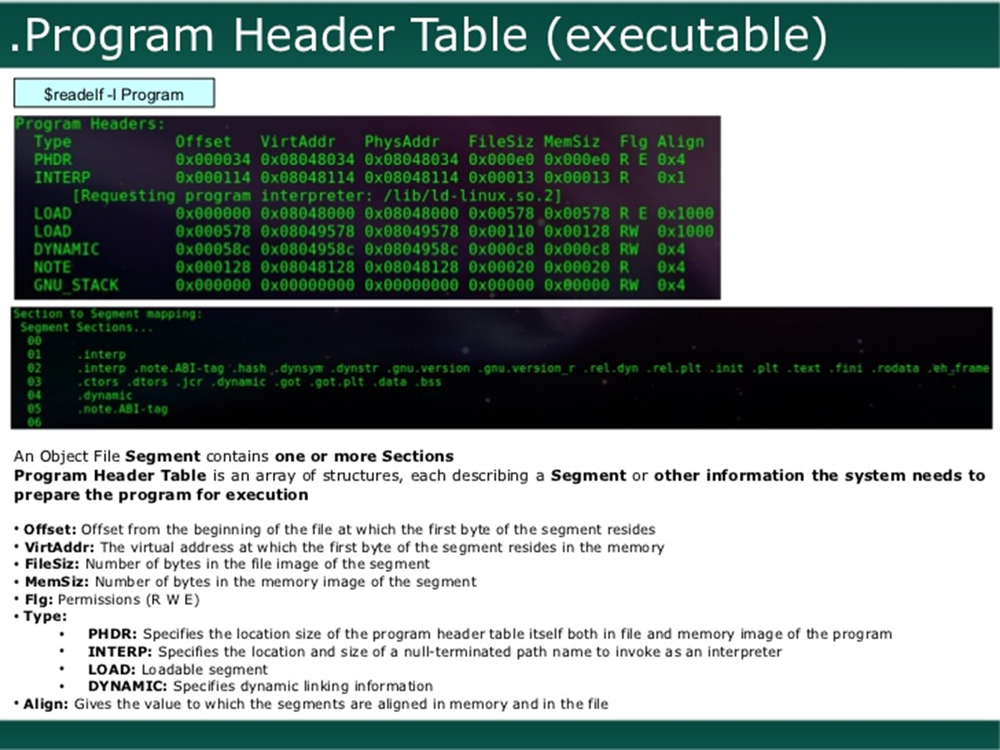 .Program Header Table (executable)
$readelf -l Program
Program Headers:
Type Offset VirtAddr PhysAddr FileSiz MemSiz Flg Align
PHDR 0x000034 0x08048034 0x08048034 0x000e0 0x000e0 R E 0x4
INTERP 0x000114 0x08048114 0x08048114 0x00013 0x00013 R 0x1
[Requesting program interpreter: /lib/ld-linux.so.2]
LOAD 0x000000 0x08048000 0x08048000 0x00578 0x00578 R E 0x1000
LOAD 0x000578 0x08049578 0x08049578 0x00110 0x00128 RW 0x1000
DYNAMIC 0x00058c 0x0804958c 0x0804958c 0x000c8 0x000c8 RW 0x4
NOTE 0x000128 0x08048128 0x08048128 0x00020 0x00020 R 0x4
GNU_STACK 0x000000 0x00000000 0x00000000 0x00000 0x00000 RW 0x4
Section to Segment mapping:
Segment Sections...
00
01 .interp
02 .interp .note.ABI-tag .hash .dynsym .dynstr .gnu.version .gnu.version_r .rel.dyn .rel.plt .init .plt .text .fini .rodata .eh_frame
03 .ctors .dtors .jcr .dynamic .got .got.plt .data .bss
04 .dynamic
05 .note.ABI-tag
06
An Object File Segment contains one or more Sections
Program Header Table is an array of structures, each describing a Segment or other information the system needs to
prepare the program for execution
• Offset: Offset from the beginning of the file at which the first byte of the segment resides
• VirtAddr: The virtual address at which the first byte of the segment resides in the memory
• FileSiz: Number of bytes in the file image of the segment
• MemSiz: Number of bytes in the memory image of the segment
• Flg: Permissions (R W E)
• Type:
• PHDR: Specifies the location size of the program header table itself both in file and memory image of the program
• INTERP: Specifies the location and size of a null-terminated path name to invoke as an interpreter
• LOAD: Loadable segment
• DYNAMIC: Specifies dynamic linking information
• Align: Gives the value to which the segments are aligned in memory and in the file